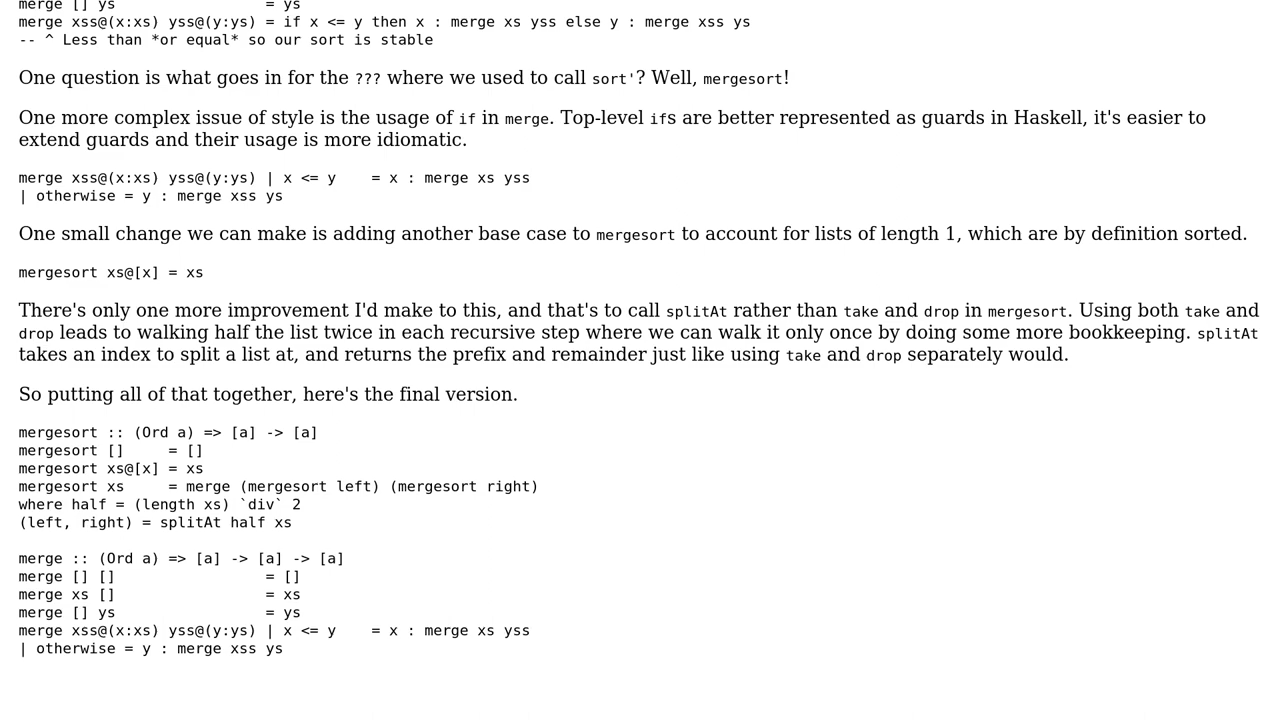 merge [] ys                 = ys
merge xss@(x:xs) yss@(y:ys) = if x <= y then x : merge xs yss else y : merge xss ys
-- ^ Less than *or equal* so our sort is stable
One question is what goes in for the ??? where we used to call sort'? Well, mergesort!
One more complex issue of style is the usage of if in merge. Top-level ifs are better represented as guards in Haskell, it's easier to
extend guards and their usage is more idiomatic.
merge xss@(x:xs) yss@(y:ys) | x <= y    = x : merge xs yss
| otherwise = y : merge xss ys
One small change we can make is adding another base case to mergesort to account for lists of length 1, which are by definition sorted.
mergesort xs@[x] = xs
There's only one more improvement I'd make to this, and that's to call splitAt rather than take and drop in mergesort. Using both take and
drop leads to walking half the list twice in each recursive step where we can walk it only once by doing some more bookkeeping. splitAt
takes an index to split a list at, and returns the prefix and remainder just like using take and drop separately would.
So putting all of that together, here's the final version.
mergesort :: (Ord a) => [a] -> [a]
mergesort []     = []
mergesort xs@[x] = xs
mergesort xs     = merge (mergesort left) (mergesort right)
where half = (length xs) `div` 2
(left, right) = splitAt half xs
merge :: (Ord a) => [a] -> [a] -> [a]
merge [] []                 = []
merge xs []                 = xs
merge [] ys                 = ys
merge xss@(x:xs) yss@(y:ys) | x <= y    = x : merge xs yss
| otherwise = y : merge xss ys